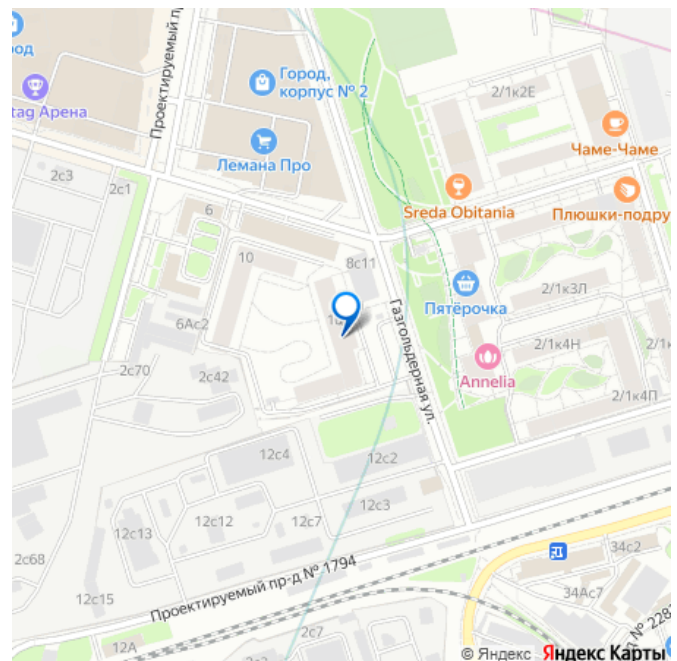 Проектируемый пр
од
tag Арена
Город,
корпус № 2
Лемана Про
2/1к2Е
Чаме-Чаме
Sreda Obitania
Плюшки-подру
2с3
2с1
6
10
8с11
Пятёрочка
2/1к3Л
6Ас2
Газгольдерная ул.
2/1к4Н
Annelia
2с70
2с42
2/1к4П
12с4
12с2
12с13
12с12
12с7
12с3
2с68
34с2
Проектируемый пр-д № 1794
34Ас7
12с15
2с7
12А
д № 228
© Яндекс Яндекс Карты